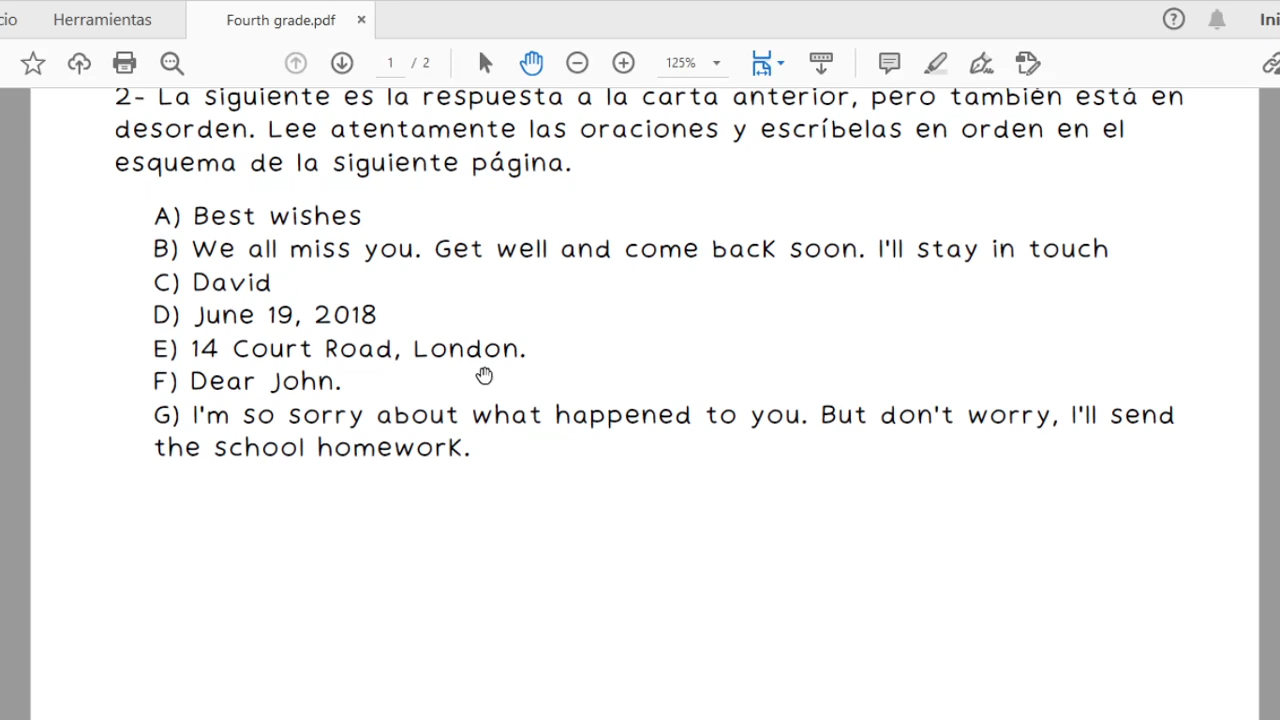 cio Herramientas Fourth grade.pdf × Ini
1 / 2 125%
2- La siguiente es la respuesta a la carta anterior, pero también está en
desorden. Lee atentamente las oraciones y escríbelas en orden en el
esquema de la siguiente página.
A) Best wishes
B) We all miss you. Get well and come back soon. I'll stay in touch
C) David
D) June 19, 2018
E) 14 Court Road, London.
F) Dear John.
G) I'm so sorry about what happened to you. But don't worry, I'll send
the school homework.